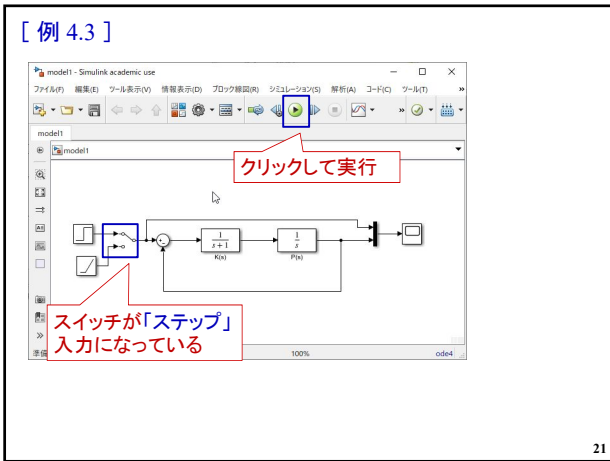 [ 例 4.3 ]
model1 - Simulink academic use
ファイル(F) 編集(E) ツール表示(V) 情報表示(D) ブロック線図(R) シミュレーション(S) 解析(A) コード(C) ツール(T) »
model1
model1
クリックして実行
1
s + 1
K(s)
1
s
P(s)
スイッチが「ステップ」
入力になっている
100%
ode4
21